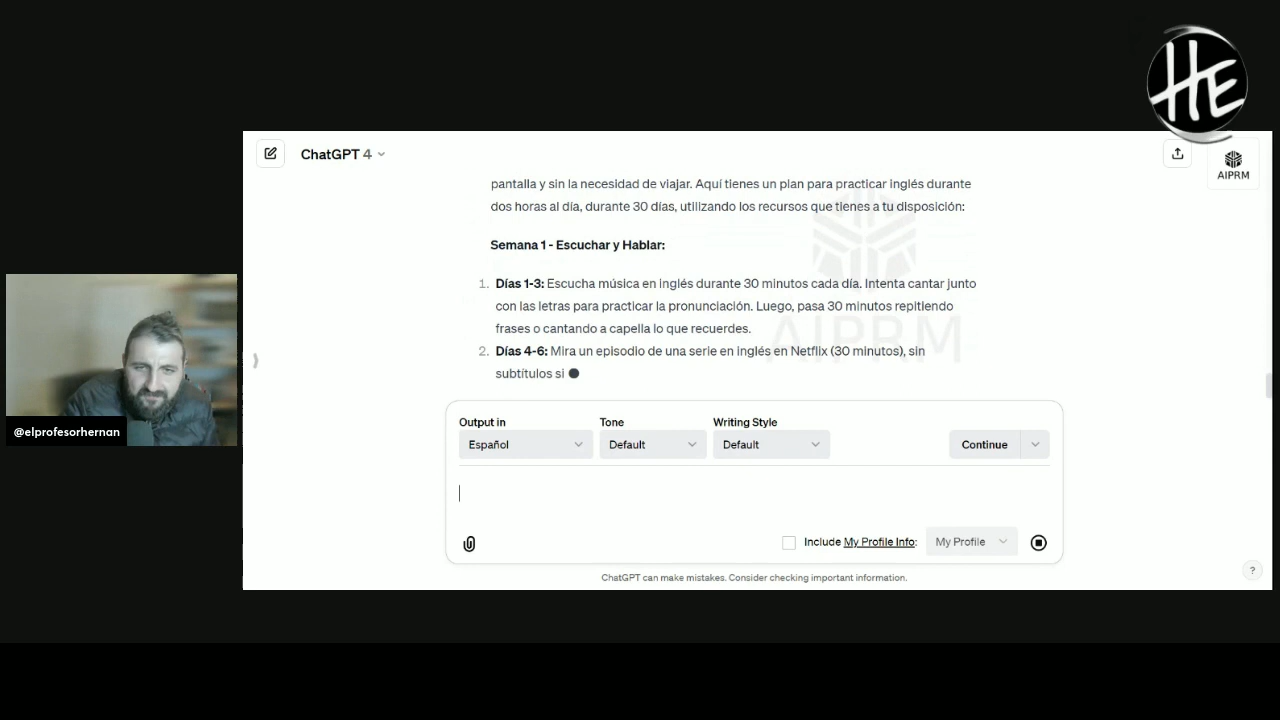 HE
ChatGPT 4
AIPRM
pantalla y sin la necesidad de viajar. Aquí tienes un plan para practicar inglés durante
dos horas al día, durante 30 días, utilizando los recursos que tienes a tu disposición:
Semana 1 - Escuchar y Hablar:
1. Días 1-3: Escucha música en inglés durante 30 minutos cada día. Intenta cantar junto
con las letras para practicar la pronunciación. Luego, pasa 30 minutos repitiendo
frases o cantando a capella lo que recuerdes.
AIPRM
2. Días 4-6: Mira un episodio de una serie en inglés en Netflix (30 minutos), sin
subtítulos si
@elprofesorhernan
Output in
Tone
Writing Style
Español
Default
Default
Continue
Include My Profile Info:
My Profile
ChatGPT can make mistakes. Consider checking important information.
?